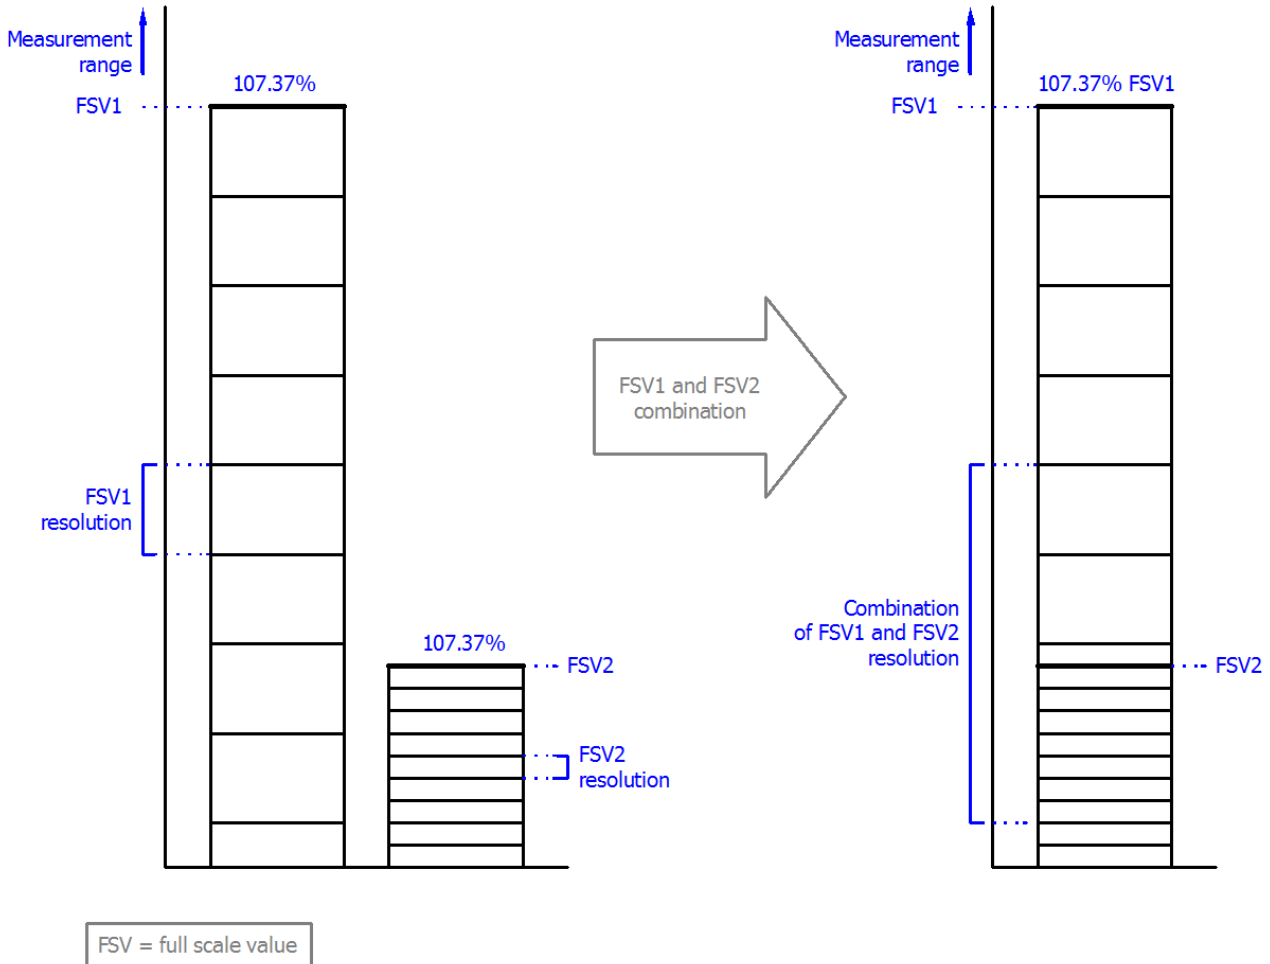 Measurement
range
107.37%
FSV1
FSV1
resolution
107.37%
FSV2
FSV2
resolution
FSV1 and FSV2
combination
Measurement
range
107.37% FSV1
FSV1
Combination
of FSV1 and FSV2
resolution
FSV2
FSV = full scale value